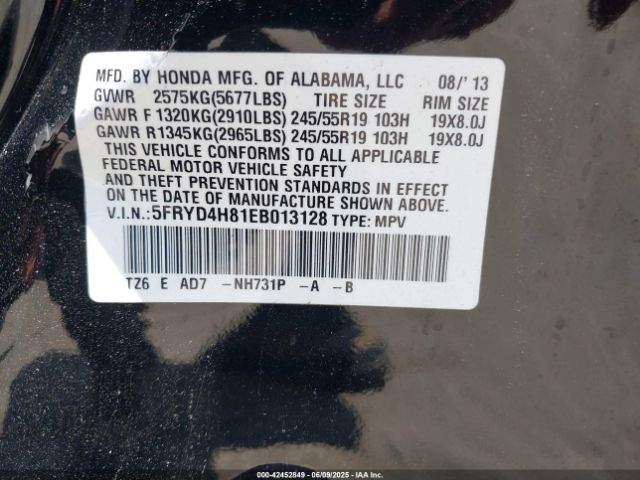 MFD. BY HONDA MFG. OF ALABAMA, LLC 08/'13
GVWR 2575KG(5677LBS) TIRE SIZE RIM SIZE
GAWR F 1320KG(2910LBS) 245/55R19 103H 19X8.0J
GAWR R1345KG(2965LBS) 245/55R19 103H 19X8.0J
THIS VEHICLE CONFORMS TO ALL APPLICABLE
FEDERAL MOTOR VEHICLE SAFETY
AND THEFT PREVENTION STANDARDS IN EFFECT
ON THE DATE OF MANUFACTURE SHOWN ABOVE.
V.I.N.:5FRYD4H81EB013128 TYPE: MPV
TZ6 E AD7 -NH731P -A -B
000-42452849 - 06/09/2025 - IAAI.com